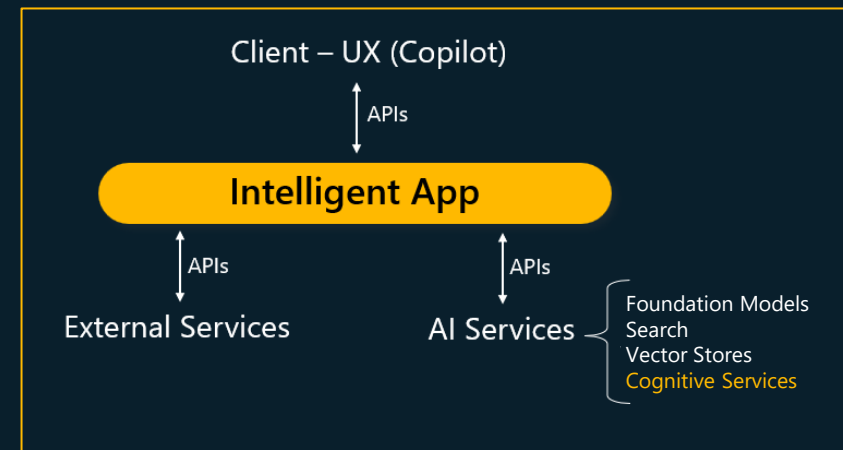 Client – UX (Copilot)
APIs
Intelligent App
APIs
APIs
External Services
AI Services
Foundation Models
Search
Vector Stores
Cognitive Services